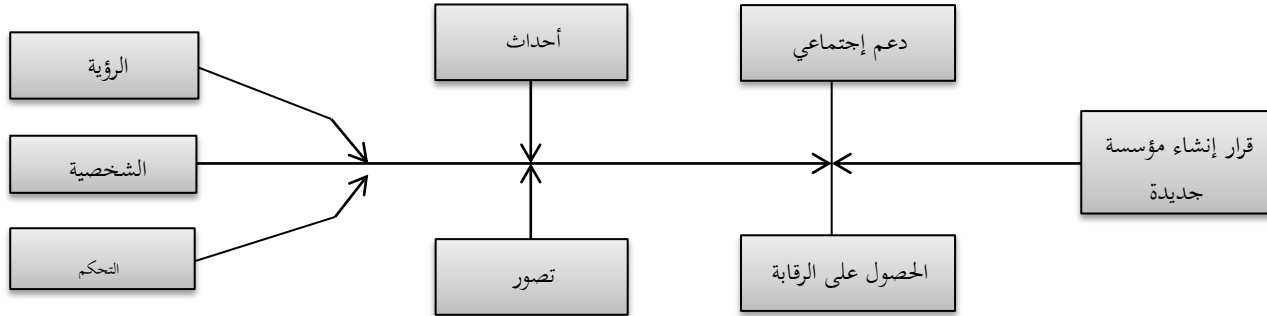 دعم إجتماعي
أحداث
الرؤية
قرار إنشاء مؤسسة
جديدة
الشخصية
الحصول على الرقابة
تصور
التحكم